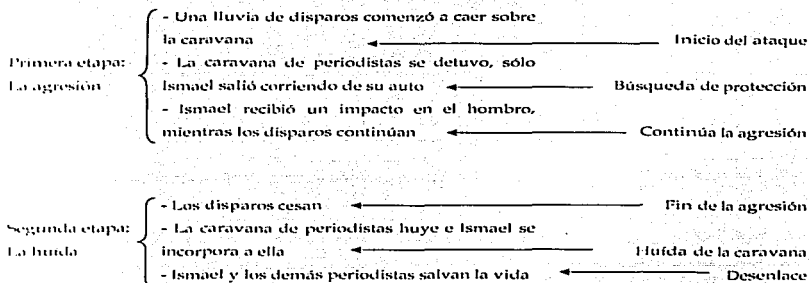 - Una lluvia de disparos comenzó a caer sobre
la caravana Inicio del ataque
Primera etapa: - La caravana de periodistas se detuvo, sólo
La agresión Ismael salió corriendo de su auto Búsqueda de protección
- Ismael recibió un impacto en el hombro,
mientras los disparos continúan Continúa la agresión
- Los disparos cesan Fin de la agresión
Segunda etapa: - La caravana de periodistas huye e Ismael se
La huída incorpora a ella Huída de la caravana
- Ismael y los demás periodistas salvan la vida Desenlace